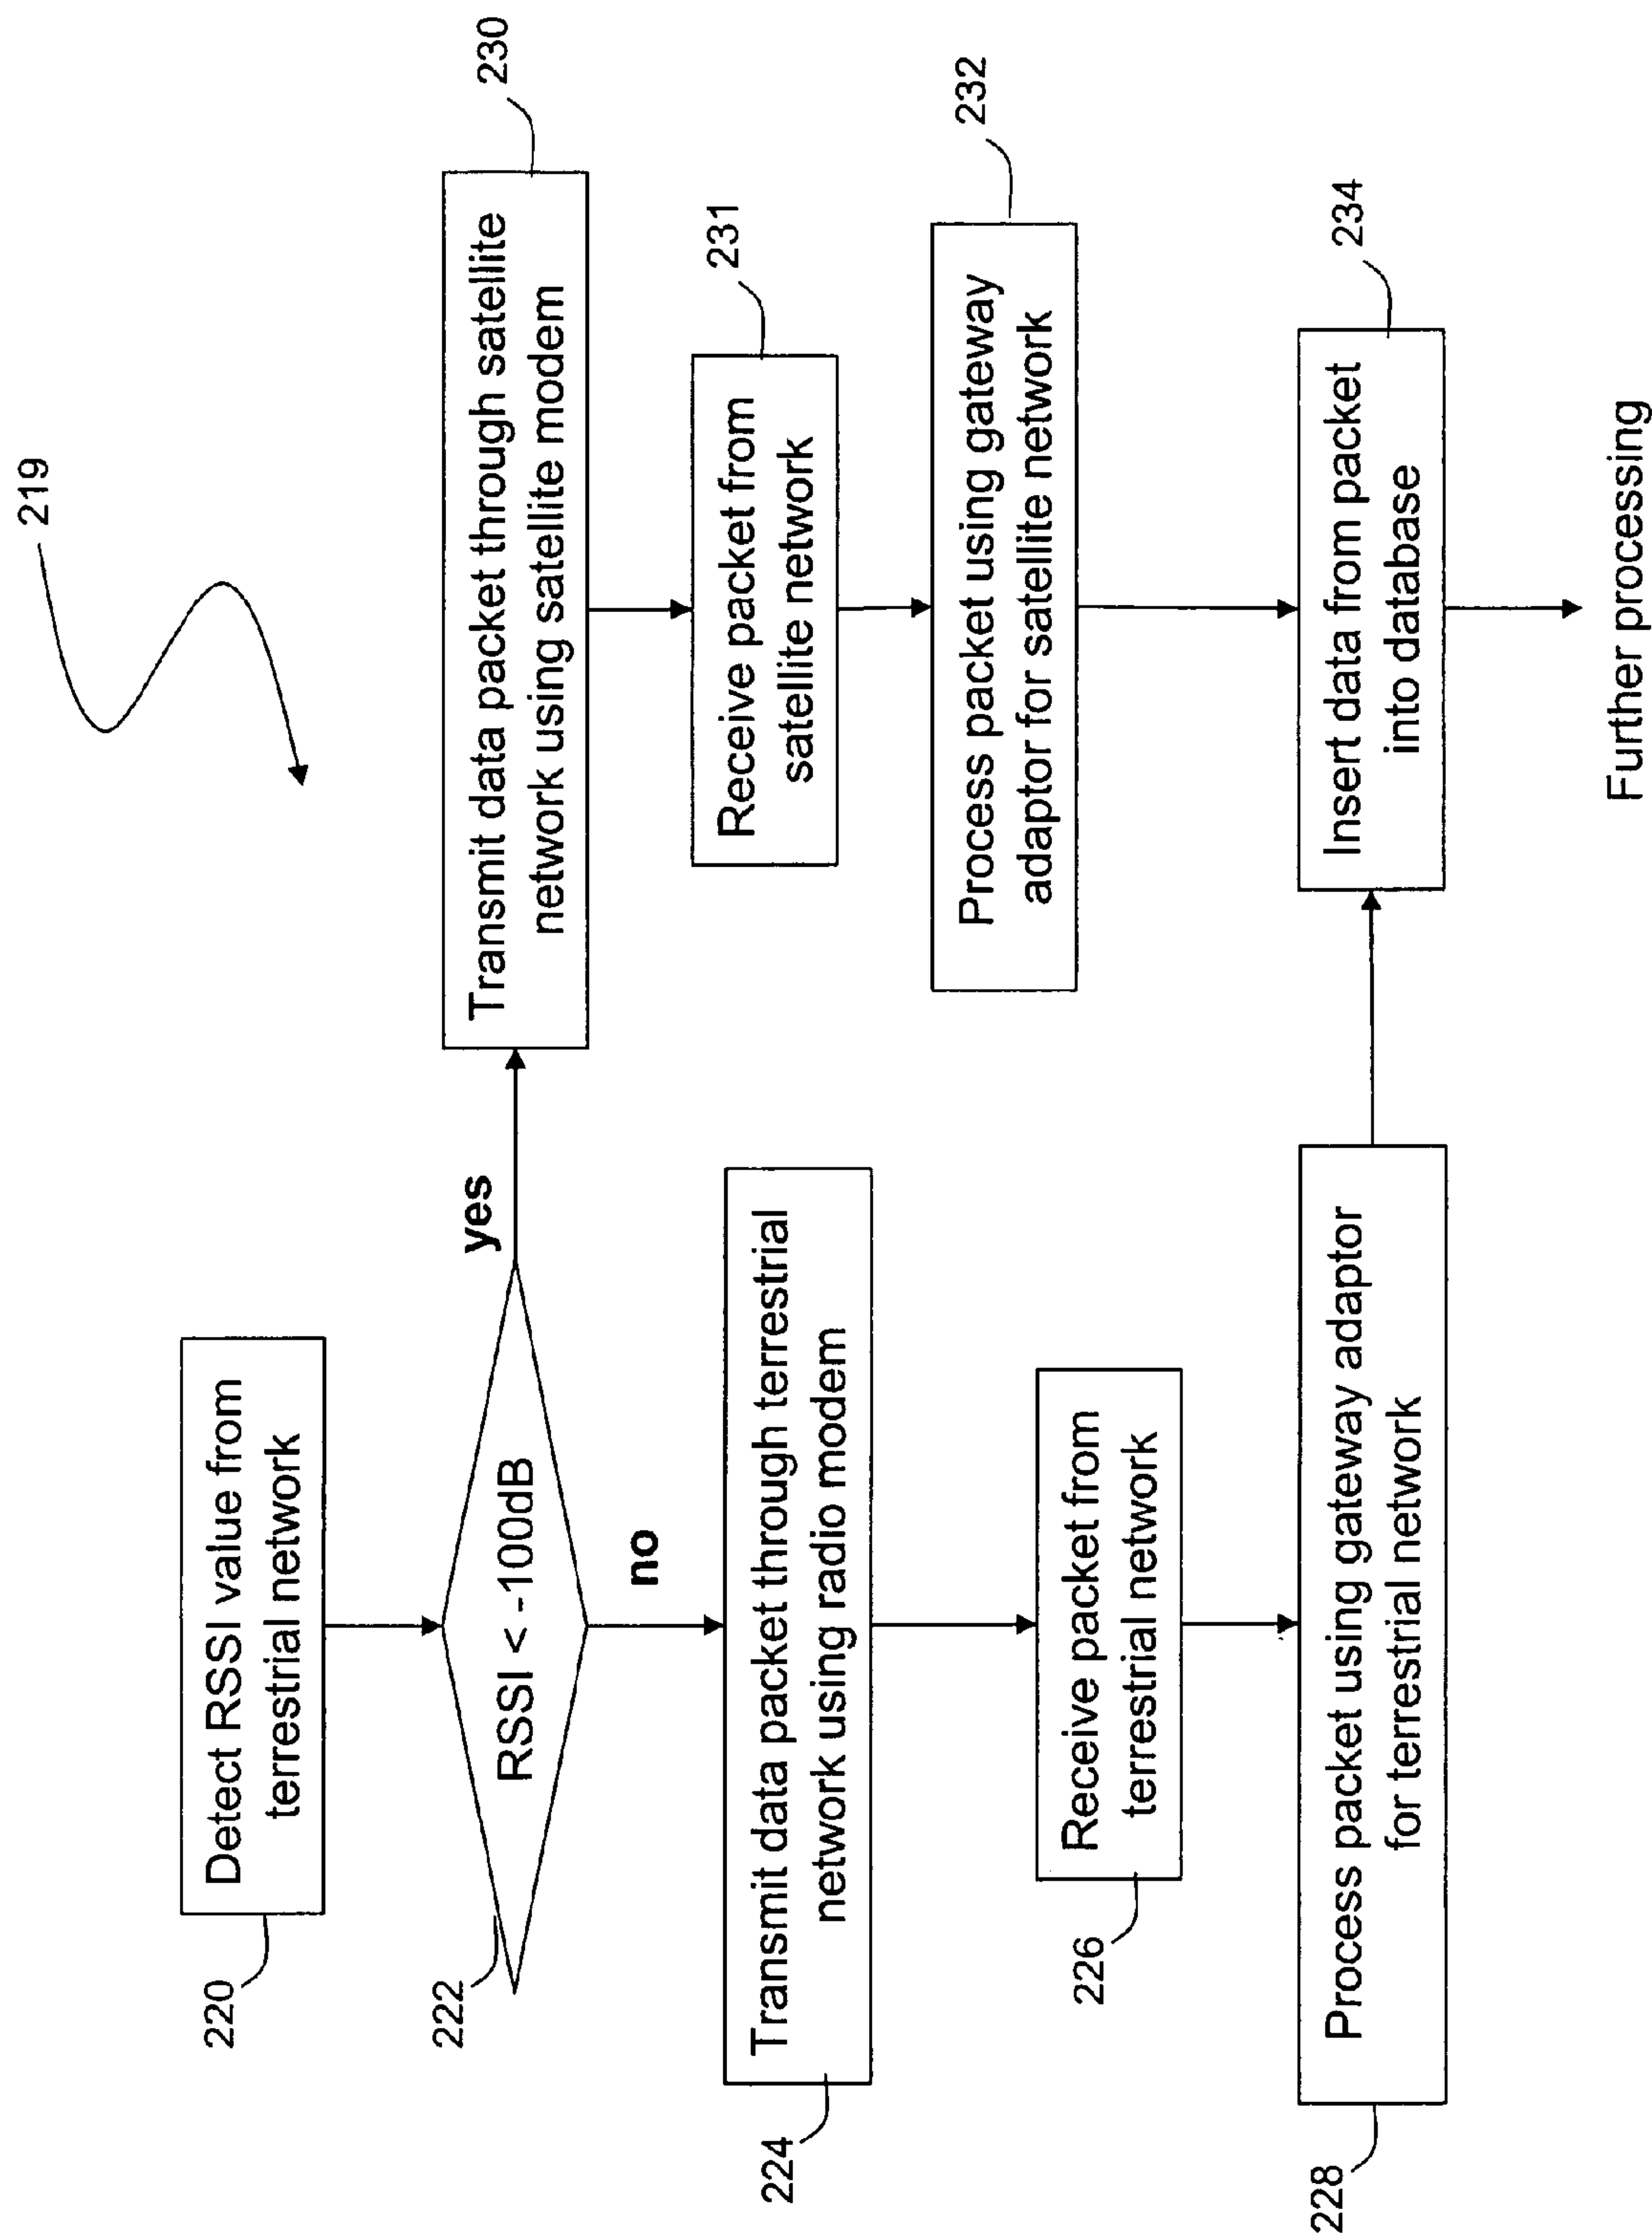 219
220
Detect RSSI value from
terrestrial network
222
RSSI < -100dB
yes
no
230
Transmit data packet through satellite
network using satellite modem
224
Transmit data packet through terrestrial
network using radio modem
231
Receive packet from
satellite network
226
Receive packet from
terrestrial network
232
Process packet using gateway
adaptor for satellite network
228
Process packet using gateway adaptor
for terrestrial network
234
Insert data from packet
into database
Further processing